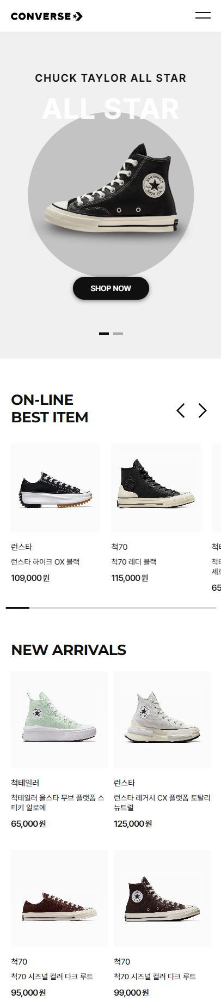 CONVERSE
CHUCK TAYLOR ALL STAR
ALL STAR
SHOP NOW
ON-LINE
BEST ITEM
런스타
런스타 하이크 OX 블랙
109,000원
척70
척70 레더 블랙
115,000원
척테
척테
셰르
65
NEW ARRIVALS
척테일러
척테일러 올스타 무브 플랫폼 스
티키 알로에
65,000원
런스타
런스타 레거시 CX 플랫폼 토탈리
뉴트럴
125,000원
척70
척70 시즈널 컬러 다크 루트
95,000원
척70
척70 시즈널 컬러 다크 루트
99,000원